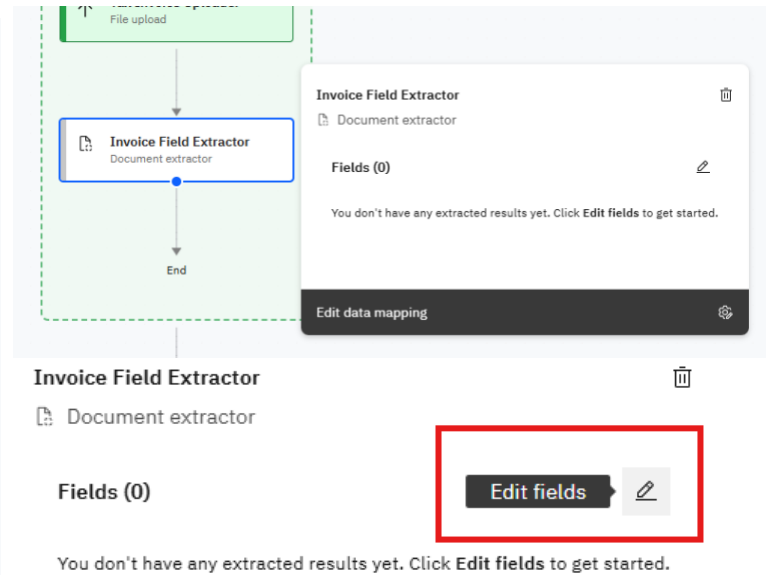 File upload
Invoice Field Extractor
Document extractor
End
Invoice Field Extractor
Document extractor
Fields (0)
You don't have any extracted results yet. Click Edit fields to get started.
Edit data mapping
Invoice Field Extractor
Document extractor
Fields (0)
Edit fields
You don't have any extracted results yet. Click Edit fields to get started.